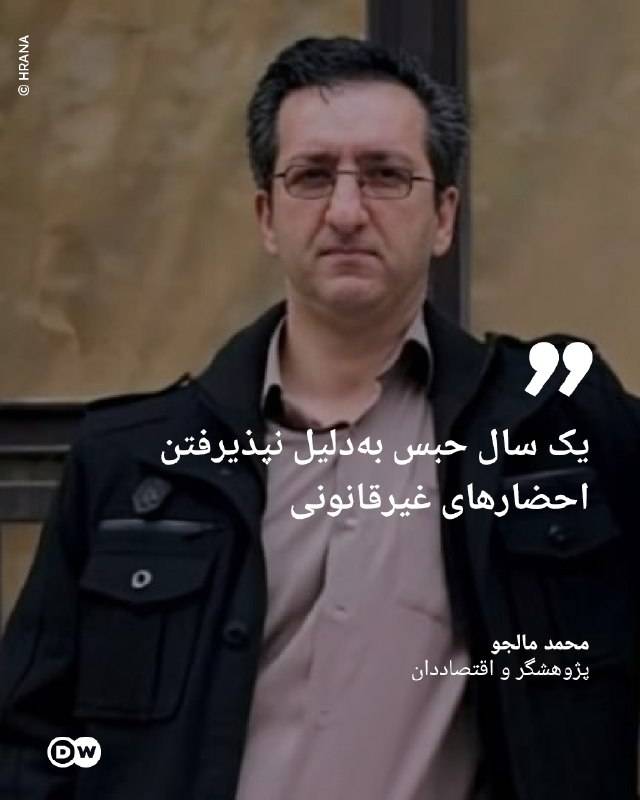 © HRANA
یک سال حبس به‌دلیل نپذیرفتن
احضارهای غیرقانونی
محمد مالجو
پژوهشگر و اقتصاددان
DW